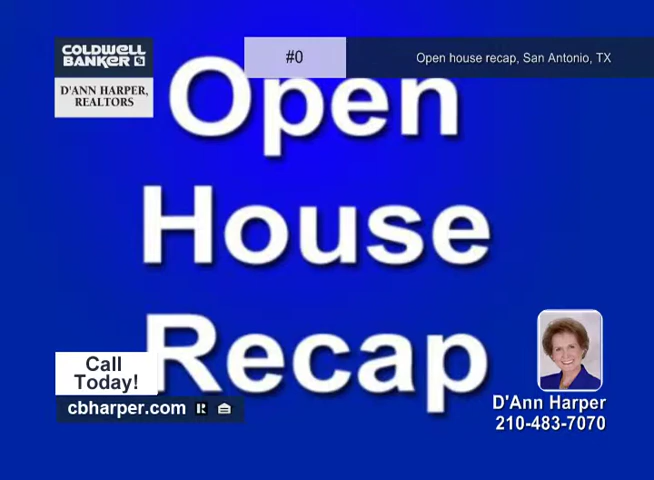 COLDWELL
BANKER
D'ANN HARPER,
REALTORS
#0
Open house recap, San Antonio, TX
Open
House
Recap
Call
Today!
cbharper.com
D'Ann Harper
210-483-7070